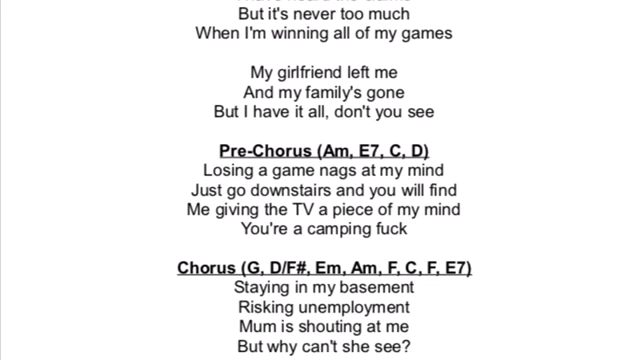 But it's never too much
When I'm winning all of my games
My girlfriend left me
And my family's gone
But I have it all, don't you see
Pre-Chorus (Am, E7, C, D)
Losing a game nags at my mind
Just go downstairs and you will find
Me giving the TV a piece of my mind
You're a camping fuck
Chorus (G, D/F#, Em, Am, F, C, F, E7)
Staying in my basement
Risking unemployment
Mum is shouting at me
But why can't she see?